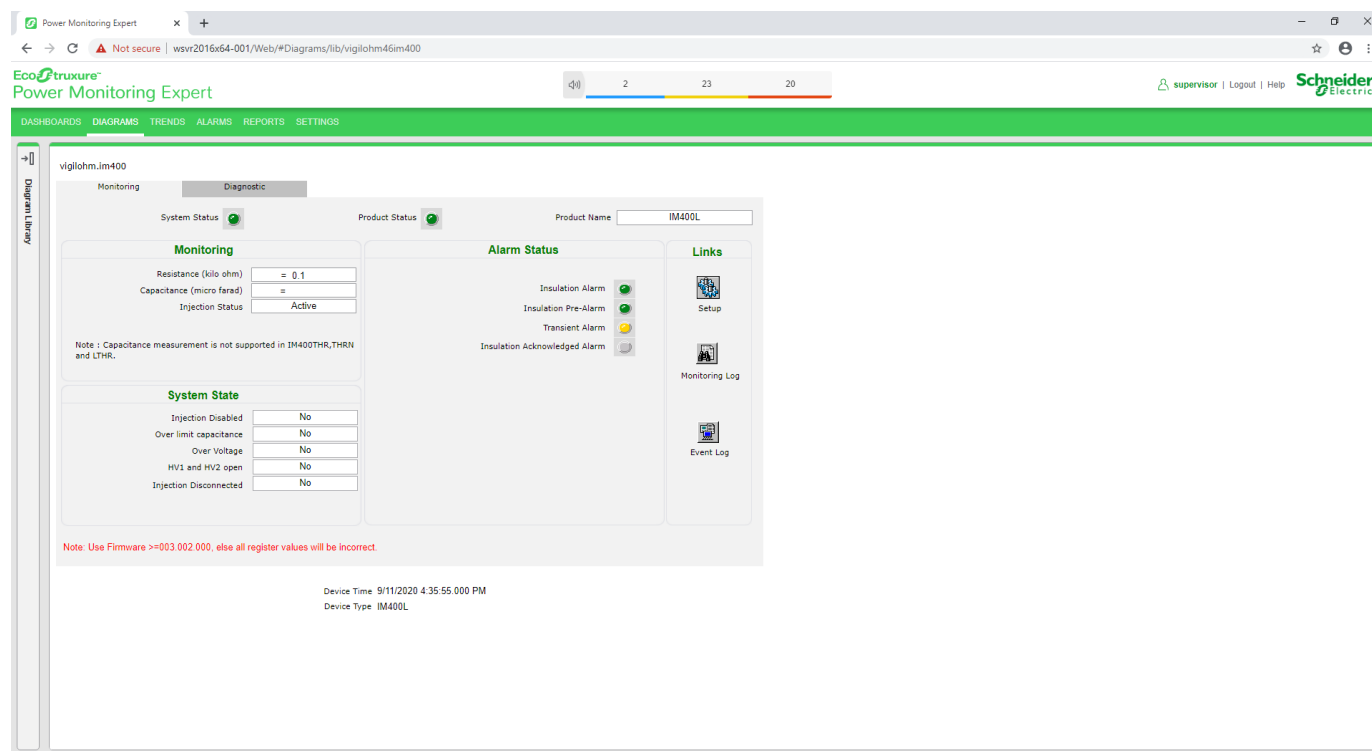 Power Monitoring Expert
Not secure | wsvr2016x64-001/Web/#Diagrams/lib/vigilohm46im400
EcoStruxure™
Power Monitoring Expert
2 23 20
supervisor | Logout | Help
Schneider Electric
DASHBOARDS DIAGRAMS TRENDS ALARMS REPORTS SETTINGS
Diagram Library
vigilohm.im400
Monitoring Diagnostic
System Status Product Status Product Name IM400L
Monitoring
Resistance (kilo ohm) = 0.1
Capacitance (micro farad) =
Injection Status Active
Note : Capacitance measurement is not supported in IM400THR,THRN
and LTHR.
System State
Injection Disabled No
Over limit capacitance No
Over Voltage No
HV1 and HV2 open No
Injection Disconnected No
Alarm Status
Insulation Alarm
Insulation Pre-Alarm
Transient Alarm
Insulation Acknowledged Alarm
Links
Setup
Monitoring Log
Event Log
Note: Use Firmware >=003.002.000, else all register values will be incorrect.
Device Time 9/11/2020 4:35:55.000 PM
Device Type IM400L